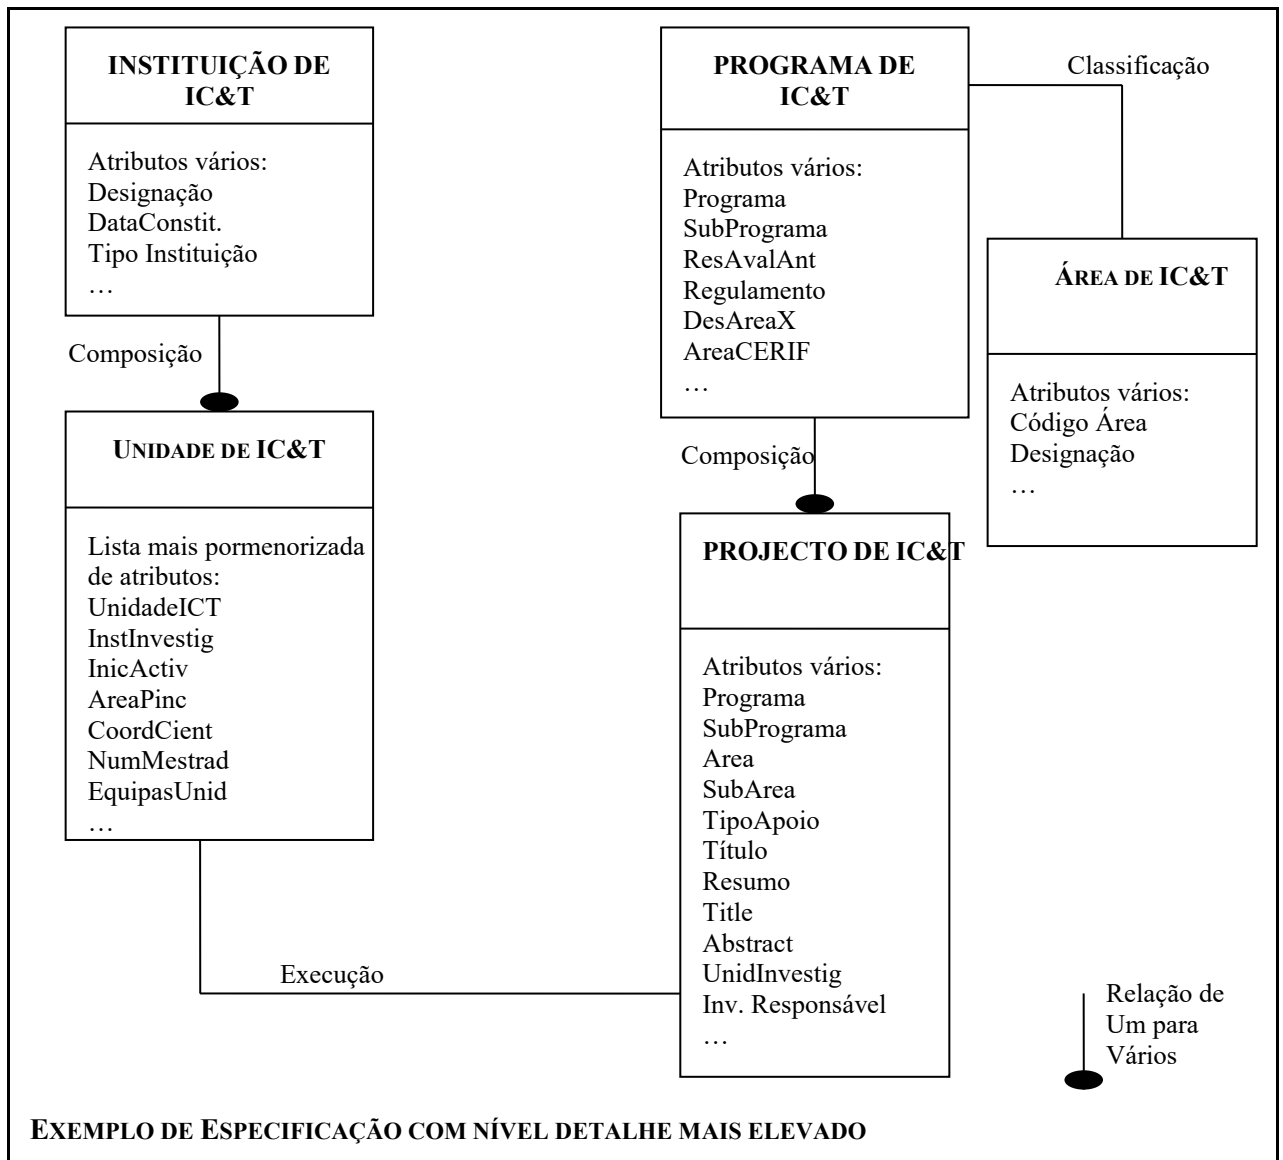 INSTITUIÇÃO DE
IC&T
Atributos vários:
Designação
DataConstit.
Tipo Instituição
…
Composição
UNIDADE DE IC&T
Lista mais pormenorizada
de atributos:
UnidadeICT
InstInvestig
InicActiv
AreaPinc
CoordCient
NumMestrad
EquipasUnid
…
Execução
PROGRAMA DE
IC&T
Atributos vários:
Programa
SubPrograma
ResAvalAnt
Regulamento
DesAreaX
AreaCERIF
…
Classificação
ÁREA DE IC&T
Atributos vários:
Código Área
Designação
…
Composição
PROJECTO DE IC&T
Atributos vários:
Programa
SubPrograma
Area
SubArea
TipoApoio
Título
Resumo
Title
Abstract
UnidInvestig
Inv. Responsável
…
Relação de
Um para
Vários
EXEMPLO DE ESPECIFICAÇÃO COM NÍVEL DETALHE MAIS ELEVADO